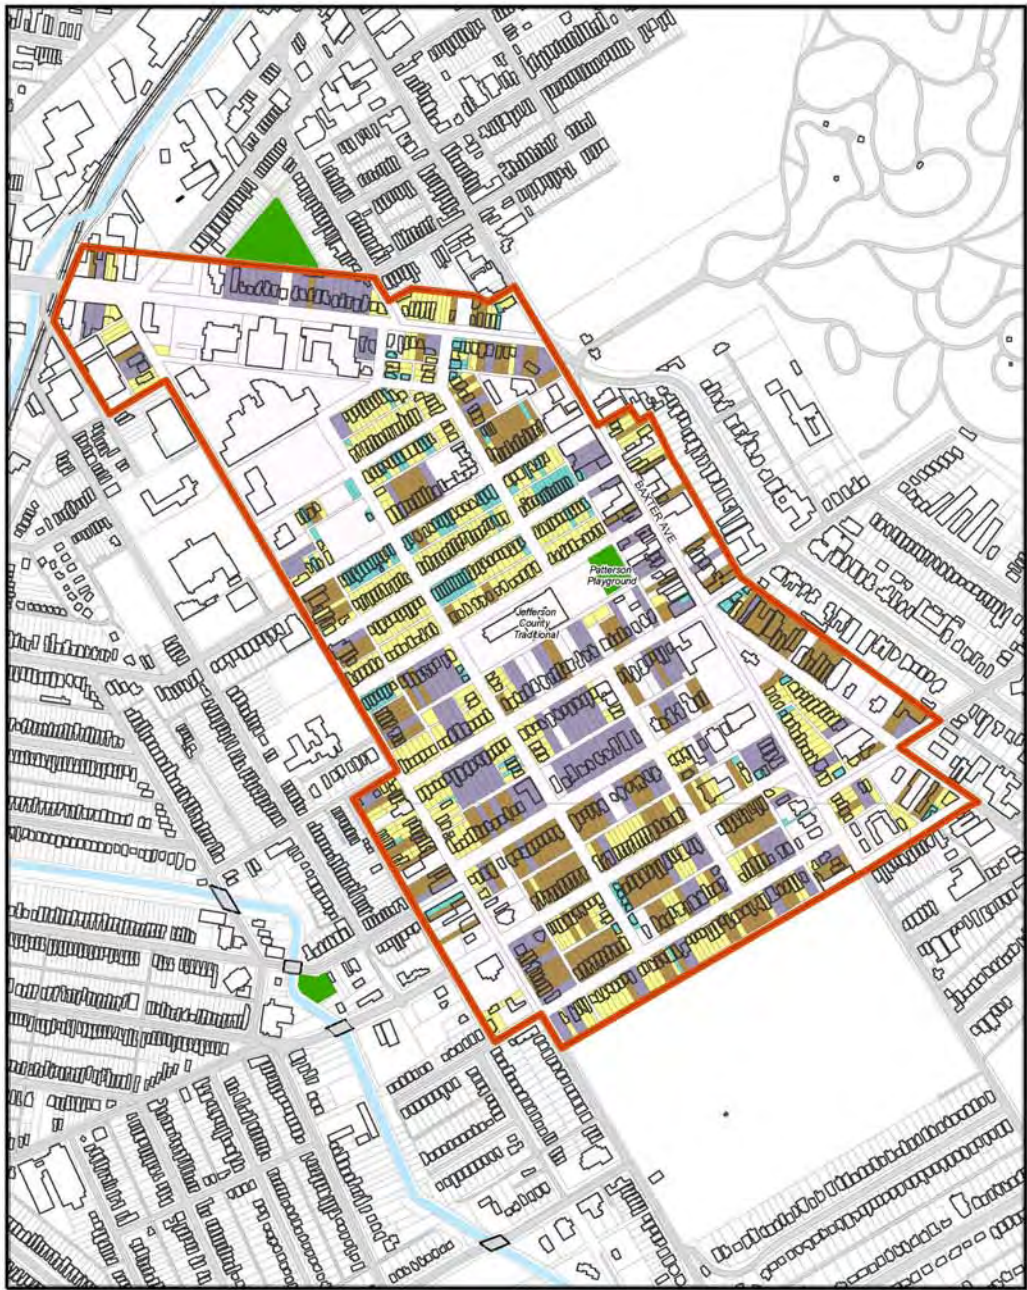 BAXTER AVE
Patterson
Playground
Jefferson
County
Traditional